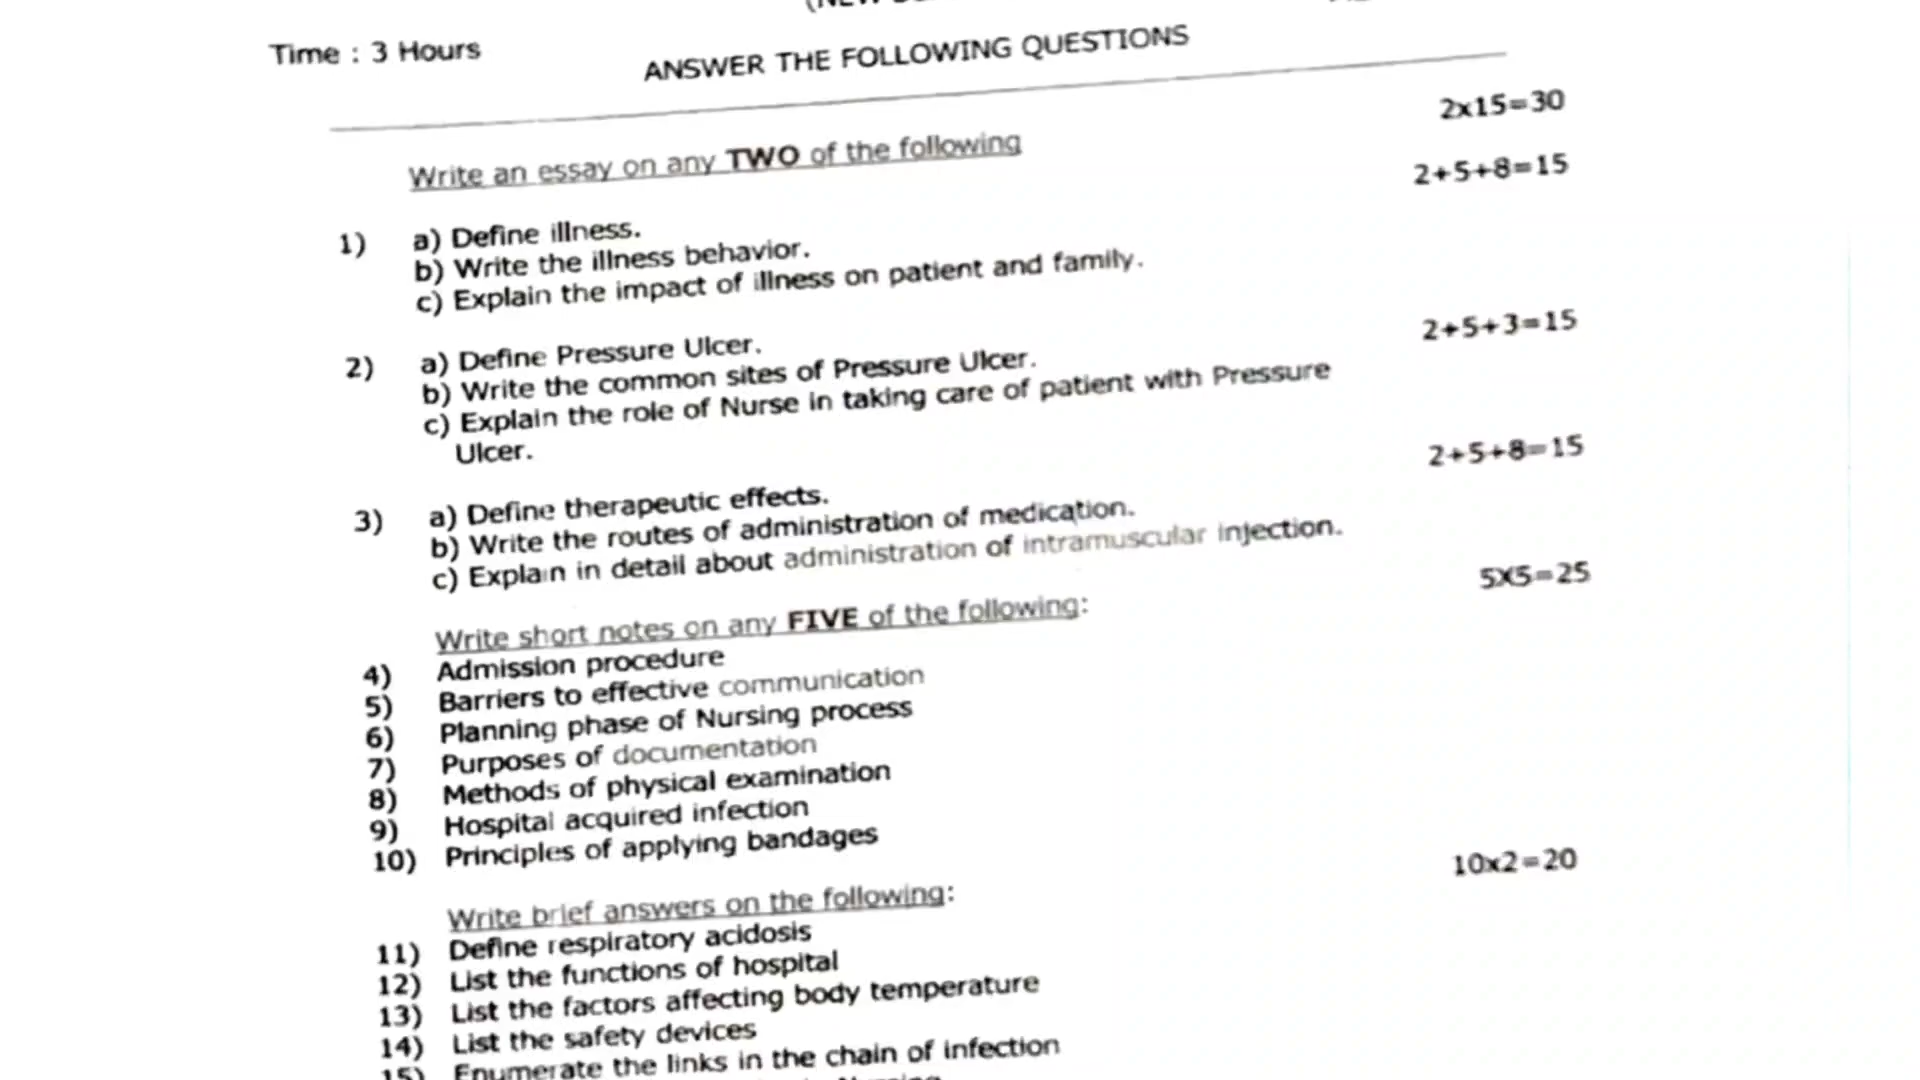 Time : 3 Hours
ANSWER THE FOLLOWING QUESTIONS
2x15=30
Write an essay on any TWO of the following
2+5+8=15
1) a) Define illness.
b) Write the illness behavior.
c) Explain the impact of illness on patient and family.
2+5+3=15
2) a) Define Pressure Ulcer.
b) Write the common sites of Pressure Ulcer.
c) Explain the role of Nurse in taking care of patient with Pressure
Ulcer.
2+5+8=15
3) a) Define therapeutic effects.
b) Write the routes of administration of medication.
c) Explain in detail about administration of intramuscular injection.
5X5=25
Write short notes on any FIVE of the following:
4) Admission procedure
5) Barriers to effective communication
6) Planning phase of Nursing process
7) Purposes of documentation
8) Methods of physical examination
9) Hospital acquired infection
10) Principles of applying bandages
10x2=20
Write brief answers on the following:
11) Define respiratory acidosis
12) List the functions of hospital
13) List the factors affecting body temperature
14) List the safety devices
15) Enumerate the links in the chain of infection